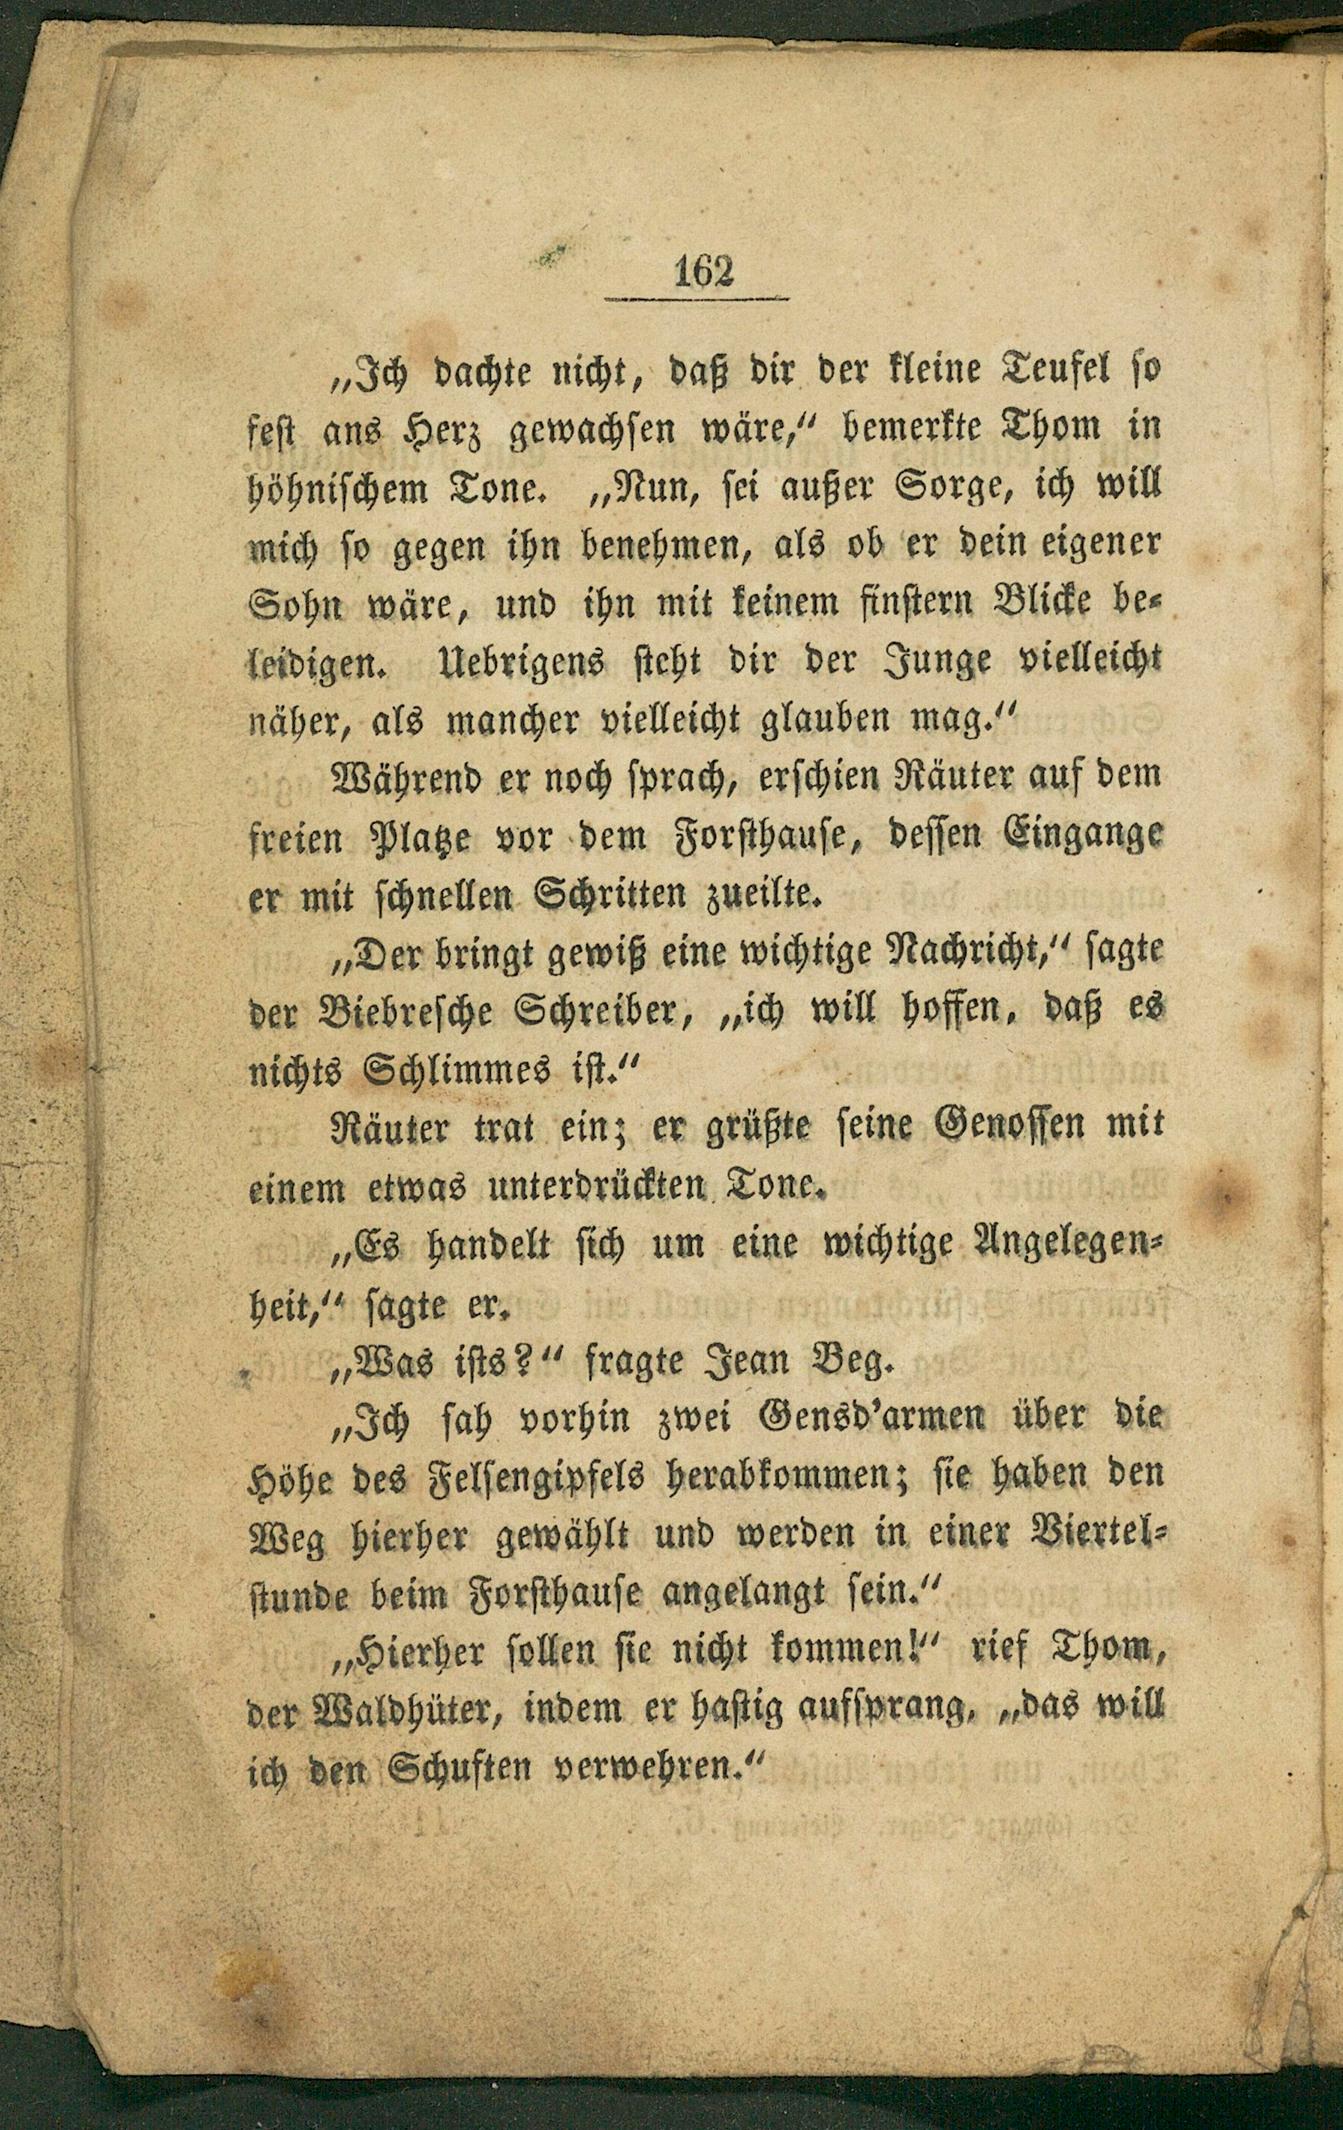 162
„Ich dachte nicht, daß dir der kleine Teufel so
fest ans Herz gewachsen wäre,“ bemerkte Thom in
höhnischem Tone. „Nun, sei außer Sorge, ich will
mich so gegen ihn benehmen, als ob er dein eigener
Sohn wäre, und ihn mit keinem finstern Blicke be-
leidigen. Uebrigens steht dir der Junge vielleicht
näher, als mancher vielleicht glauben mag.“
Während er noch sprach, erschien Räuter auf dem
freien Platze vor dem Forsthause, dessen Eingange
er mit schnellen Schritten zueilte.
„Der bringt gewiß eine wichtige Nachricht,“ sagte
der Biebresche Schreiber, „ich will hoffen, daß es
nichts Schlimmes ist.“
Räuter trat ein; er grüßte seine Genossen mit
einem etwas unterdrückten Tone.
„Es handelt sich um eine wichtige Angelegen-
heit,“ sagte er.
„Was ists?“ fragte Jean Beg.
„Ich sah vorhin zwei Gensd'armen über die
Höhe des Felsengipfels herabkommen; sie haben den
Weg hierher gewählt und werden in einer Viertel-
stunde beim Forsthause angelangt sein.“
„Hierher sollen sie nicht kommen!“ rief Thom,
der Waldhüter, indem er hastig aufsprang, „das will
ich den Schuften verwehren.“